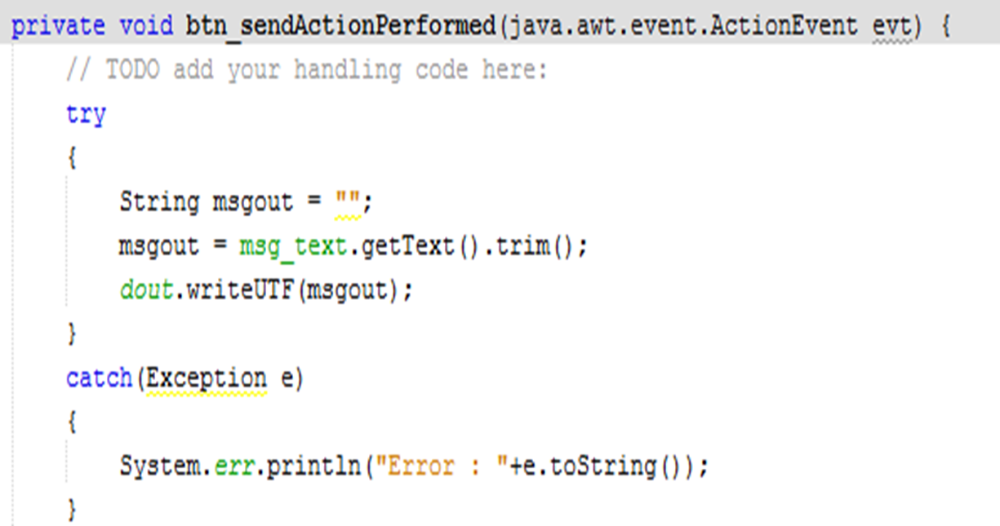 private void btn_sendActionPerformed(java.awt.event.ActionEvent evt) {
// TODO add your handling code here:
try
{
String msgout = "";
msgout = msg_text.getText().trim();
dout.writeUTF(msgout);
}
catch(Exception e)
{
System.err.println("Error : "+e.toString());
}